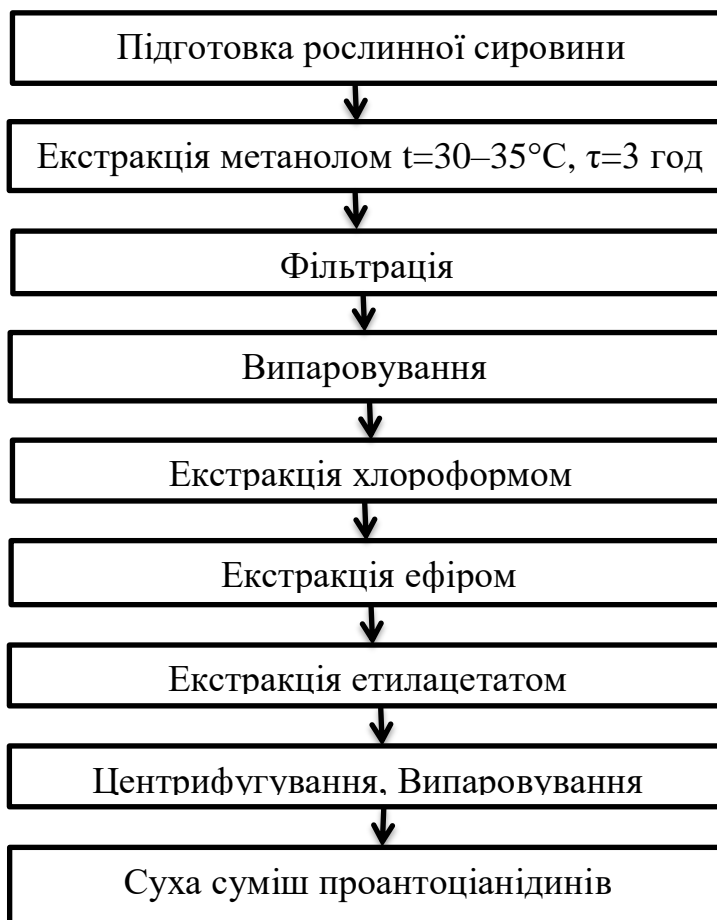 Підготовка рослинної сировини
Екстракція метанолом t=30–35°C, τ=3 год
Фільтрація
Випаровування
Екстракція хлороформом
Екстракція ефіром
Екстракція етилацетатом
Центрифугування, Випаровування
Суха суміш проантоціанідинів